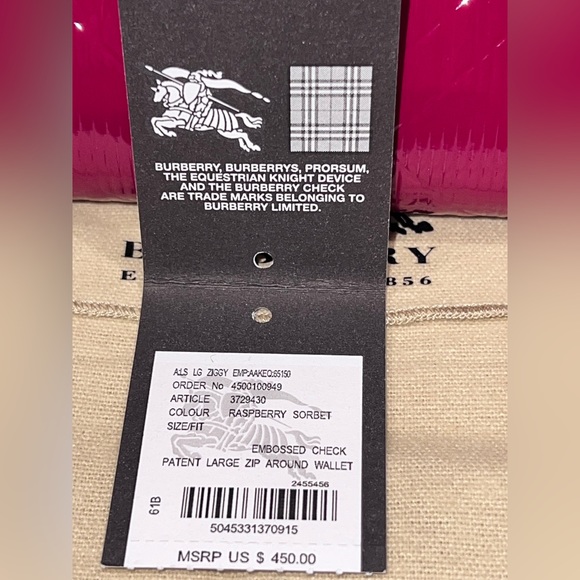 BURBERRY, BURBERRYS, PRORSUM,
THE EQUESTRIAN KNIGHT DEVICE
AND THE BURBERRY CHECK
ARE TRADE MARKS BELONGING TO
BURBERRY LIMITED.
A:LS LG ZIGGY EMP:AAKEQ:65150
ORDER No 4500100949
ARTICLE 3729430
COLOUR RASPBERRY SORBET
SIZE/FIT
EMBOSSED CHECK
PATENT LARGE ZIP AROUND WALLET
2455456
61B
5045331370915
MSRP US $ 450.00